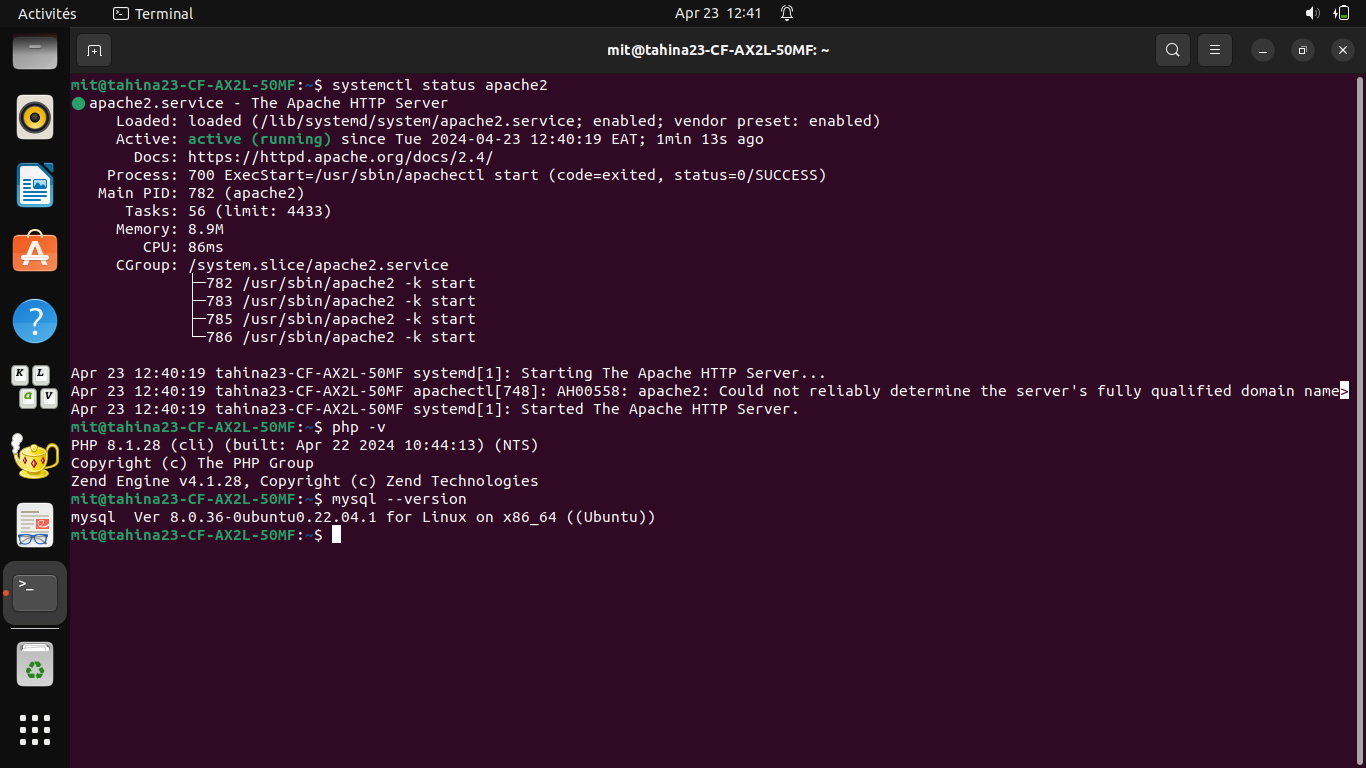 Activités
Terminal
Apr 23 12:41
mit@tahina23-CF-AX2L-50MF: ~
mit@tahina23-CF-AX2L-50MF:~$ systemctl status apache2
● apache2.service - The Apache HTTP Server
Loaded: loaded (/lib/systemd/system/apache2.service; enabled; vendor preset: enabled)
Active: active (running) since Tue 2024-04-23 12:40:19 EAT; 1min 13s ago
Docs: https://httpd.apache.org/docs/2.4/
Process: 700 ExecStart=/usr/sbin/apachectl start (code=exited, status=0/SUCCESS)
Main PID: 782 (apache2)
Tasks: 56 (limit: 4433)
Memory: 8.9M
CPU: 86ms
CGroup: /system.slice/apache2.service
├─782 /usr/sbin/apache2 -k start
├─783 /usr/sbin/apache2 -k start
├─785 /usr/sbin/apache2 -k start
└─786 /usr/sbin/apache2 -k start
Apr 23 12:40:19 tahina23-CF-AX2L-50MF systemd[1]: Starting The Apache HTTP Server...
Apr 23 12:40:19 tahina23-CF-AX2L-50MF apachectl[748]: AH00558: apache2: Could not reliably determine the server's fully qualified domain name>
Apr 23 12:40:19 tahina23-CF-AX2L-50MF systemd[1]: Started The Apache HTTP Server.
mit@tahina23-CF-AX2L-50MF:~$ php -v
PHP 8.1.28 (cli) (built: Apr 22 2024 10:44:13) (NTS)
Copyright (c) The PHP Group
Zend Engine v4.1.28, Copyright (c) Zend Technologies
mit@tahina23-CF-AX2L-50MF:~$ mysql --version
mysql  Ver 8.0.36-0ubuntu0.22.04.1 for Linux on x86_64 ((Ubuntu))
mit@tahina23-CF-AX2L-50MF:~$
?
K L
a v
>_